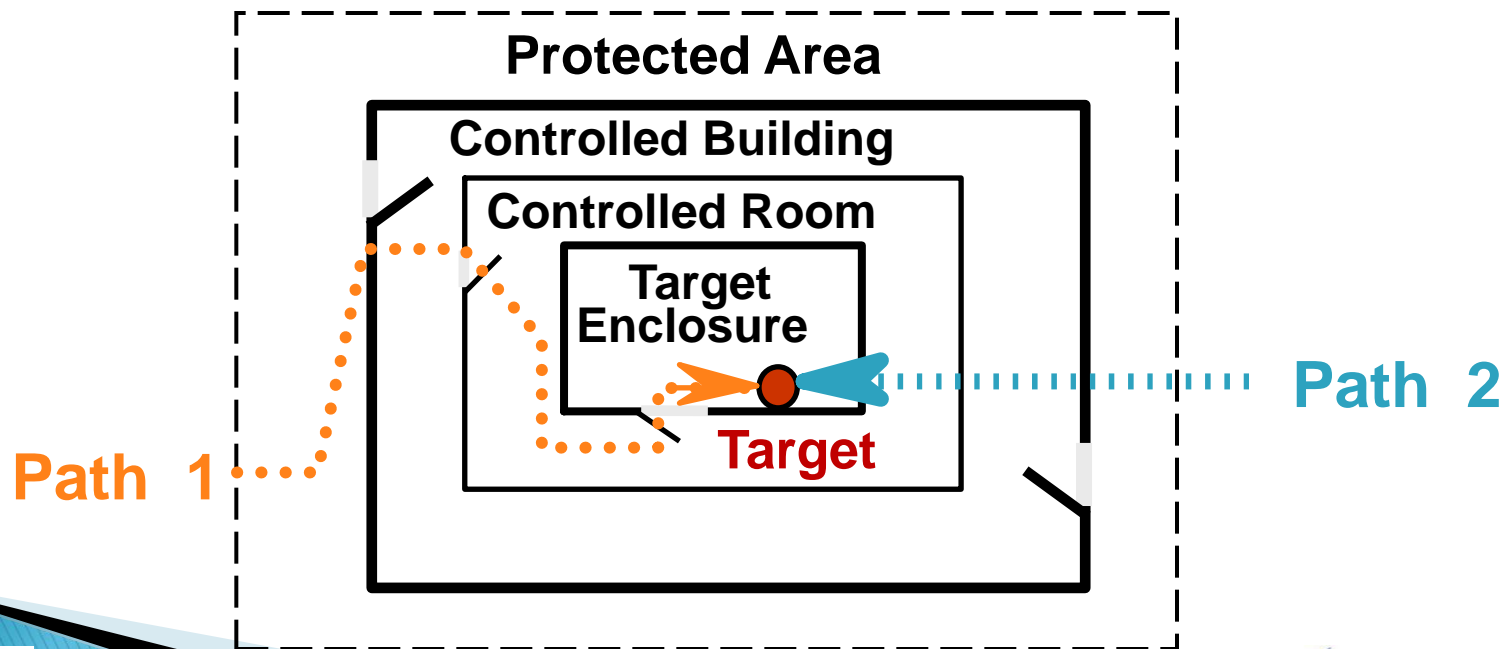 Protected Area
Controlled Building
Controlled Room
Target
Enclosure
Path 2
Target
Path 1